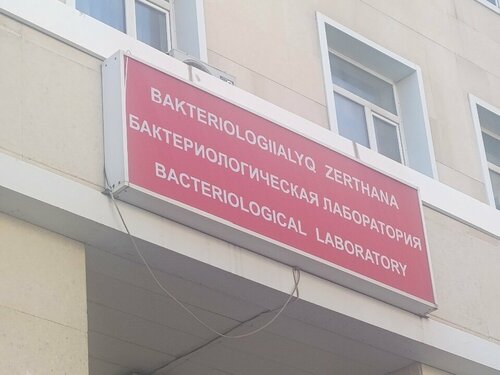 BAKTERIOLOGIIALYQ ZERTHANA
БАКТЕРИОЛОГИЧЕСКАЯ ЛАБОРАТОРИЯ
BACTERIOLOGICAL LABORATORY